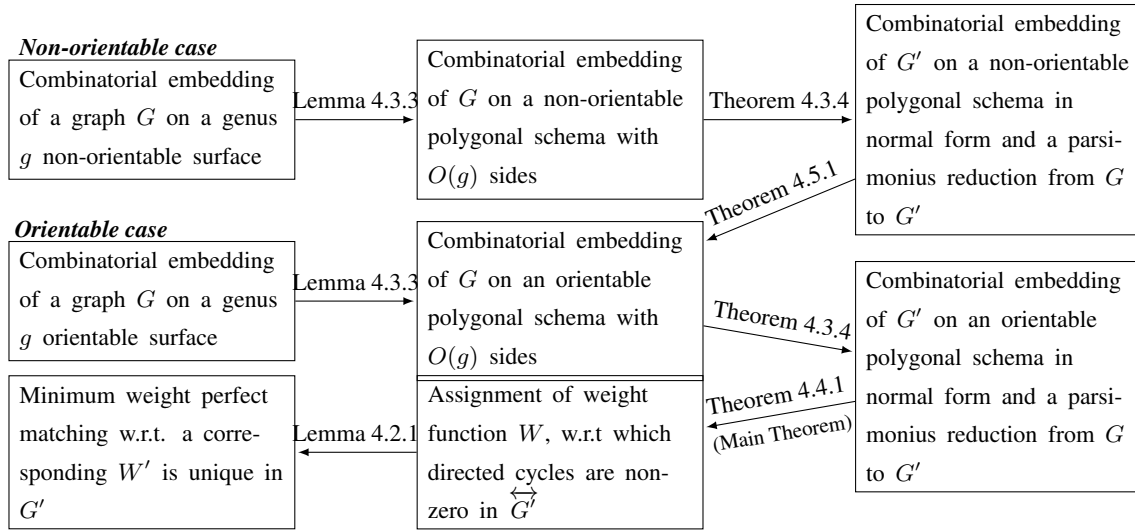 Non-orientable case
Combinatorial embedding
of a graph G on a genus
g non-orientable surface
Lemma 4.3.3
Combinatorial embedding
of G on a non-orientable
polygonal schema with
O(g) sides
Theorem 4.3.4
Combinatorial embedding
of G′ on a non-orientable
polygonal schema in
normal form and a parsi-
monius reduction from G
to G′
Theorem 4.5.1
Orientable case
Combinatorial embedding
of a graph G on a genus
g orientable surface
Lemma 4.3.3
Combinatorial embedding
of G on an orientable
polygonal schema with
O(g) sides
Theorem 4.3.4
Combinatorial embedding
of G′ on an orientable
polygonal schema in
normal form and a parsi-
monius reduction from G
to G′
Theorem 4.4.1
(Main Theorem)
Assignment of weight
function W, w.r.t which
directed cycles are non-
zero in G′↔
Lemma 4.2.1
Minimum weight perfect
matching w.r.t. a corre-
sponding W′ is unique in
G′